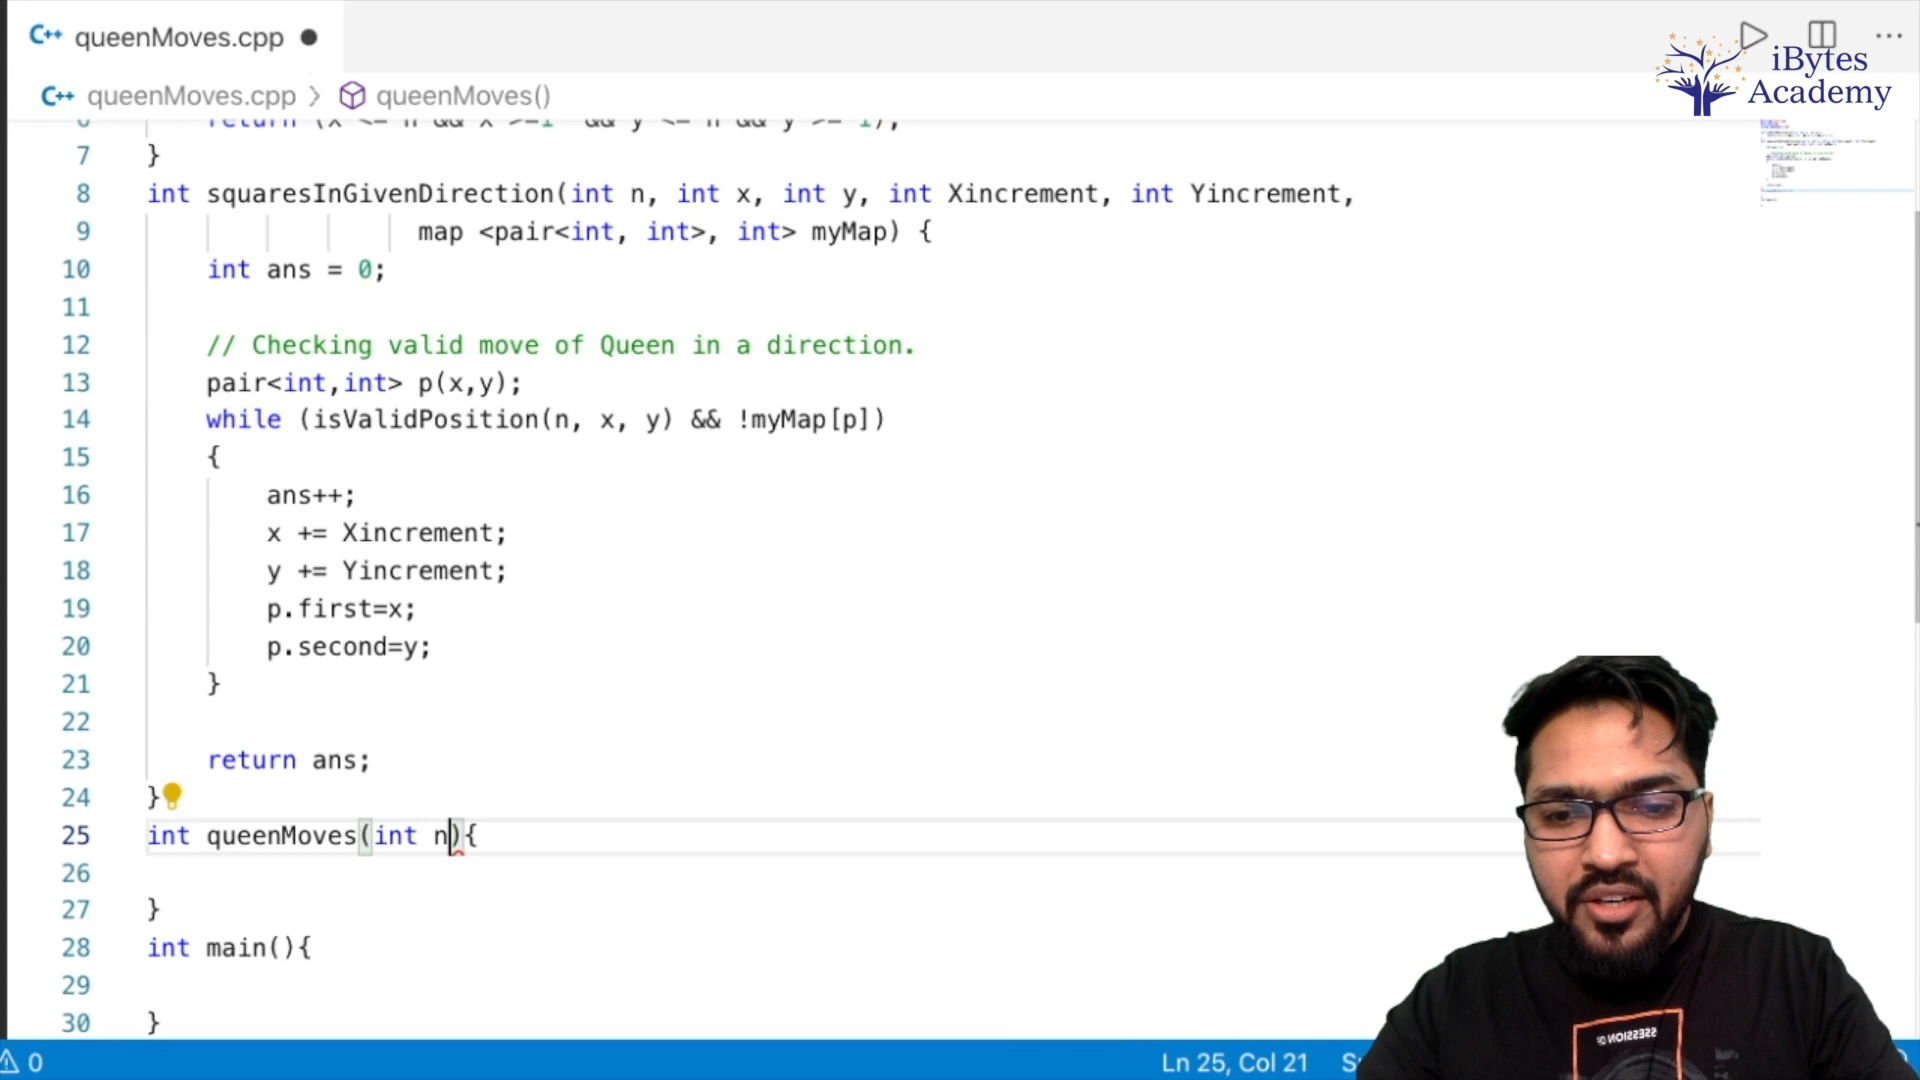 queenMoves.cpp
iBytes
Academy
queenMoves.cpp > queenMoves()
6 return (x <= n && x >=1 && y <= n && y >= 1);
7 }
8 int squaresInGivenDirection(int n, int x, int y, int Xincrement, int Yincrement,
9 map <pair<int, int>, int> myMap) {
10 int ans = 0;
11
12 // Checking valid move of Queen in a direction.
13 pair<int,int> p(x,y);
14 while (isValidPosition(n, x, y) && !myMap[p])
15 {
16 ans++;
17 x += Xincrement;
18 y += Yincrement;
19 p.first=x;
20 p.second=y;
21 }
22
23 return ans;
24 }
25 int queenMoves(int n){
26
27 }
28 int main(){
29
30 }
0
Ln 25, Col 21